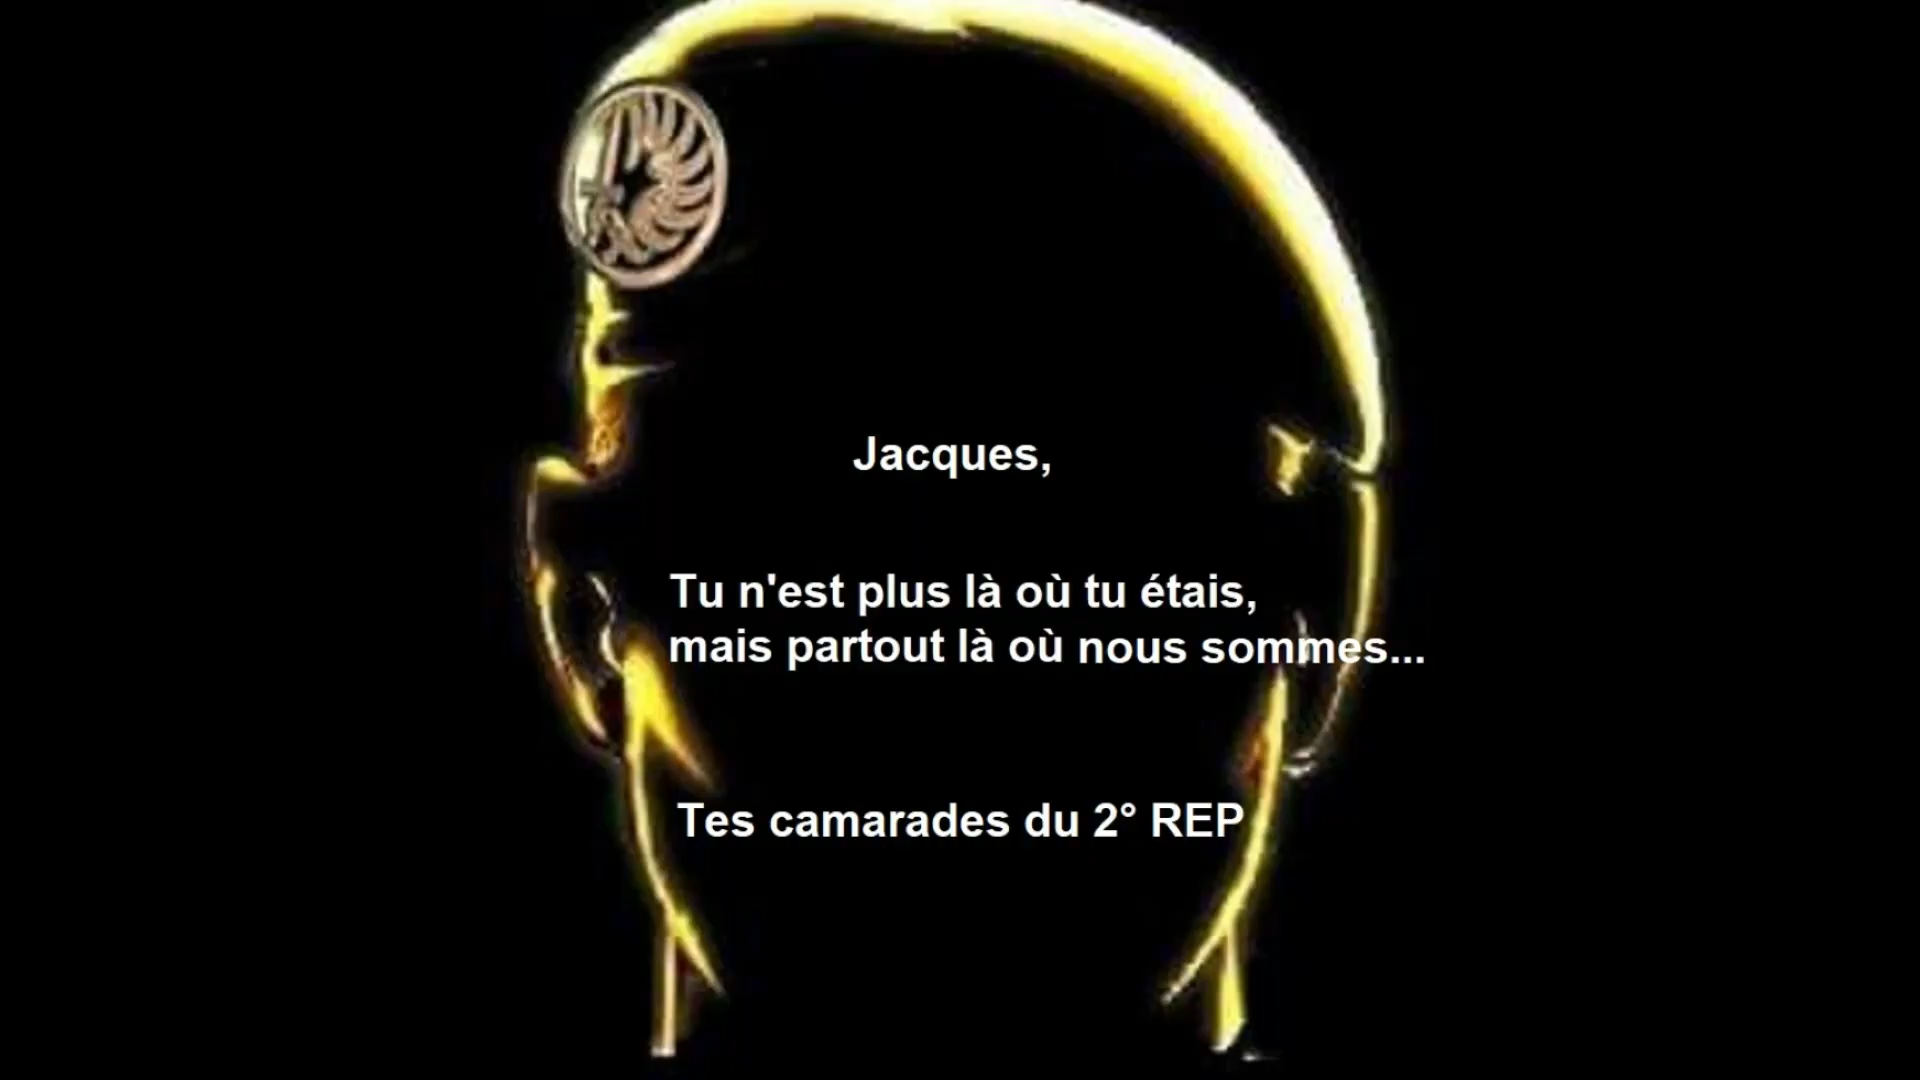 Jacques,
Tu n'est plus là où tu étais,
mais partout là où nous sommes...
Tes camarades du 2° REP